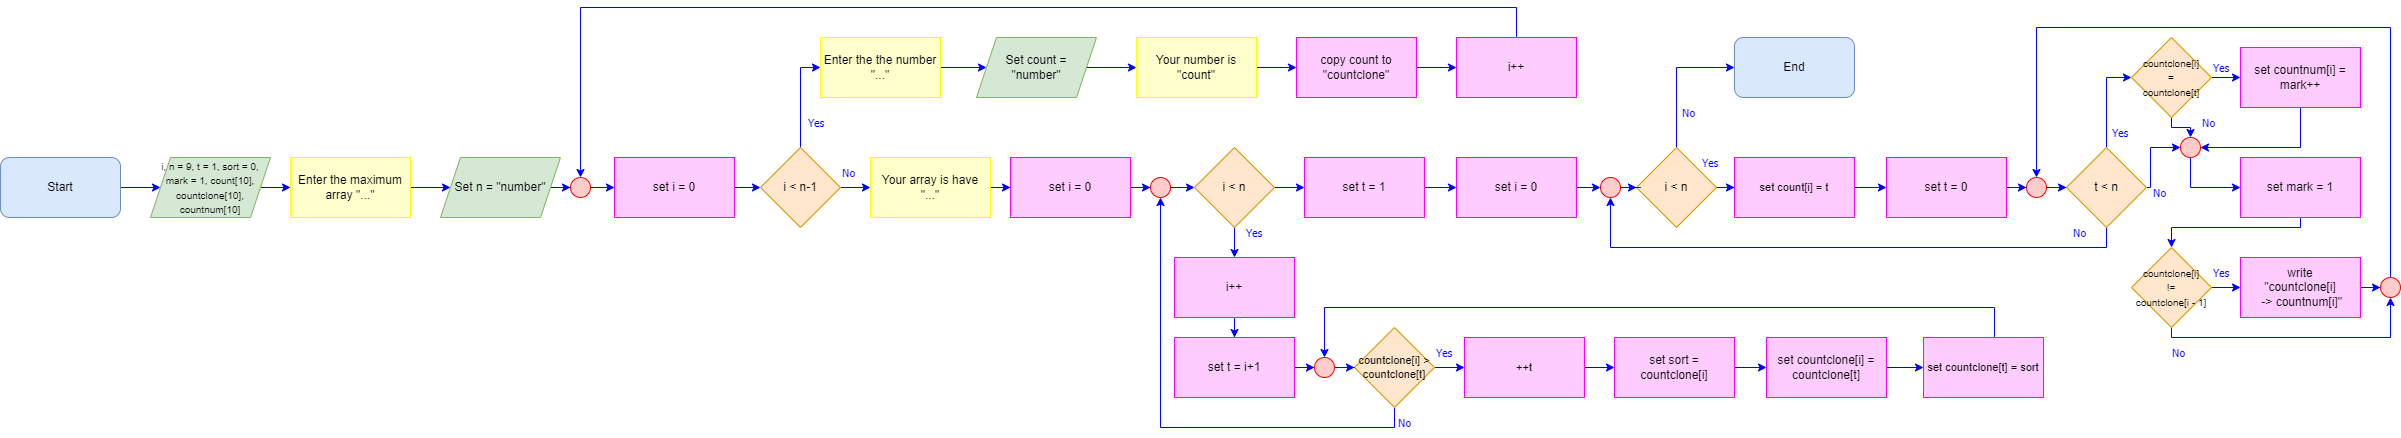 Enter the the number
"..."
Set count =
"number"
Your number is
"count"
copy count to
"countclone"
i++
End
countclone[i]
=
countclone[t]
Yes
set countnum[i] =
mark++
No
Yes
No
Yes
Yes
No
Start
i, n = 9, t = 1, sort = 0,
mark = 1, count[10],
countclone[10],
countnum[10]
Enter the maximum
array "..."
Set n = "number"
set i = 0
i < n-1
No
Your array is have
"..."
set i = 0
i < n
set t = 1
set i = 0
i < n
set count[i] = t
set t = 0
t < n
No
set mark = 1
Yes
No
i++
countclone[i]
!=
countclone[i - 1]
Yes
write
"countclone[i]
-> countnum[i]"
No
set t = i+1
countclone[i] >
countclone[t]
Yes
++t
set sort =
countclone[i]
set countclone[i] =
countclone[t]
set countclone[t] = sort
No